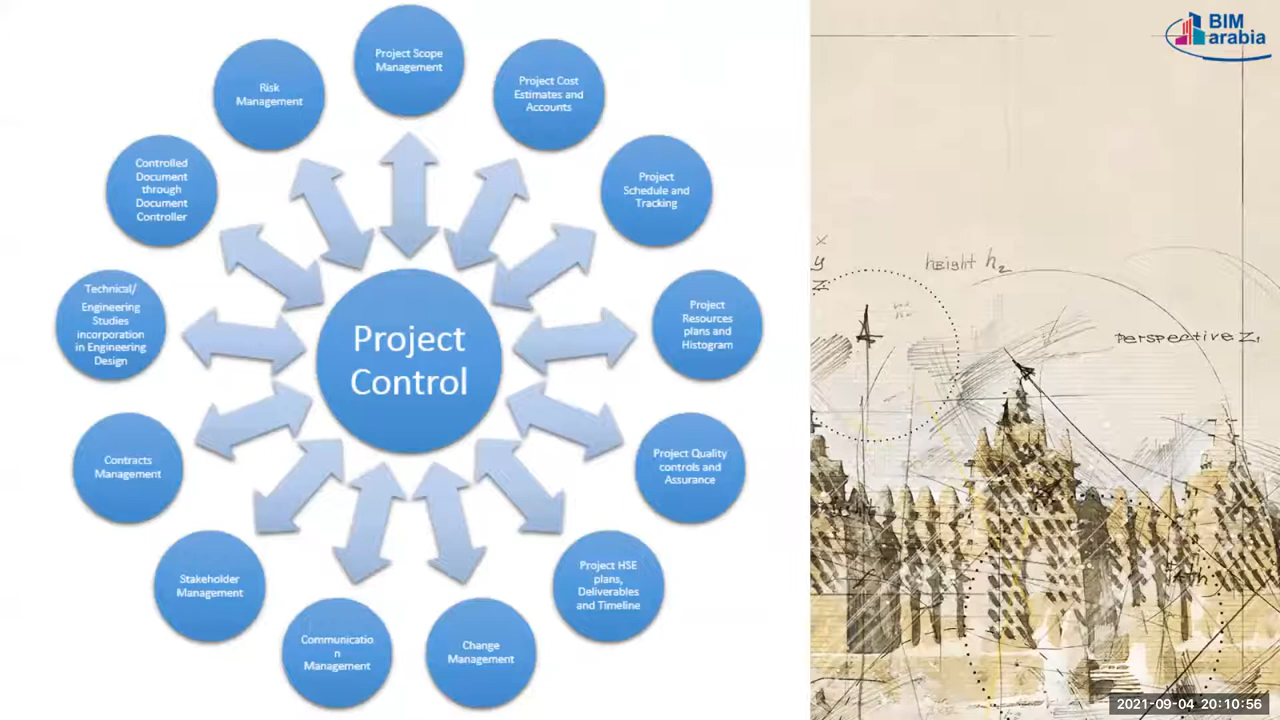 Project Scope
Management
Project Cost
Estimates and
Accounts
Project
Schedule and
Tracking
Project
Resources
plans and
Histogram
Project Quality
controls and
Assurance
Project HSE
plans,
Deliverables
and Timeline
Change
Management
Communicatio
n
Management
Stakeholder
Management
Contracts
Management
Technical/
Engineering
Studies
incorporation
in Engineering
Design
Controlled
Document
through
Document
Controller
Risk
Management
Project
Control
BIM
arabia
x
y
z
height h2
perspective z1
2021-09-04 20:10:56